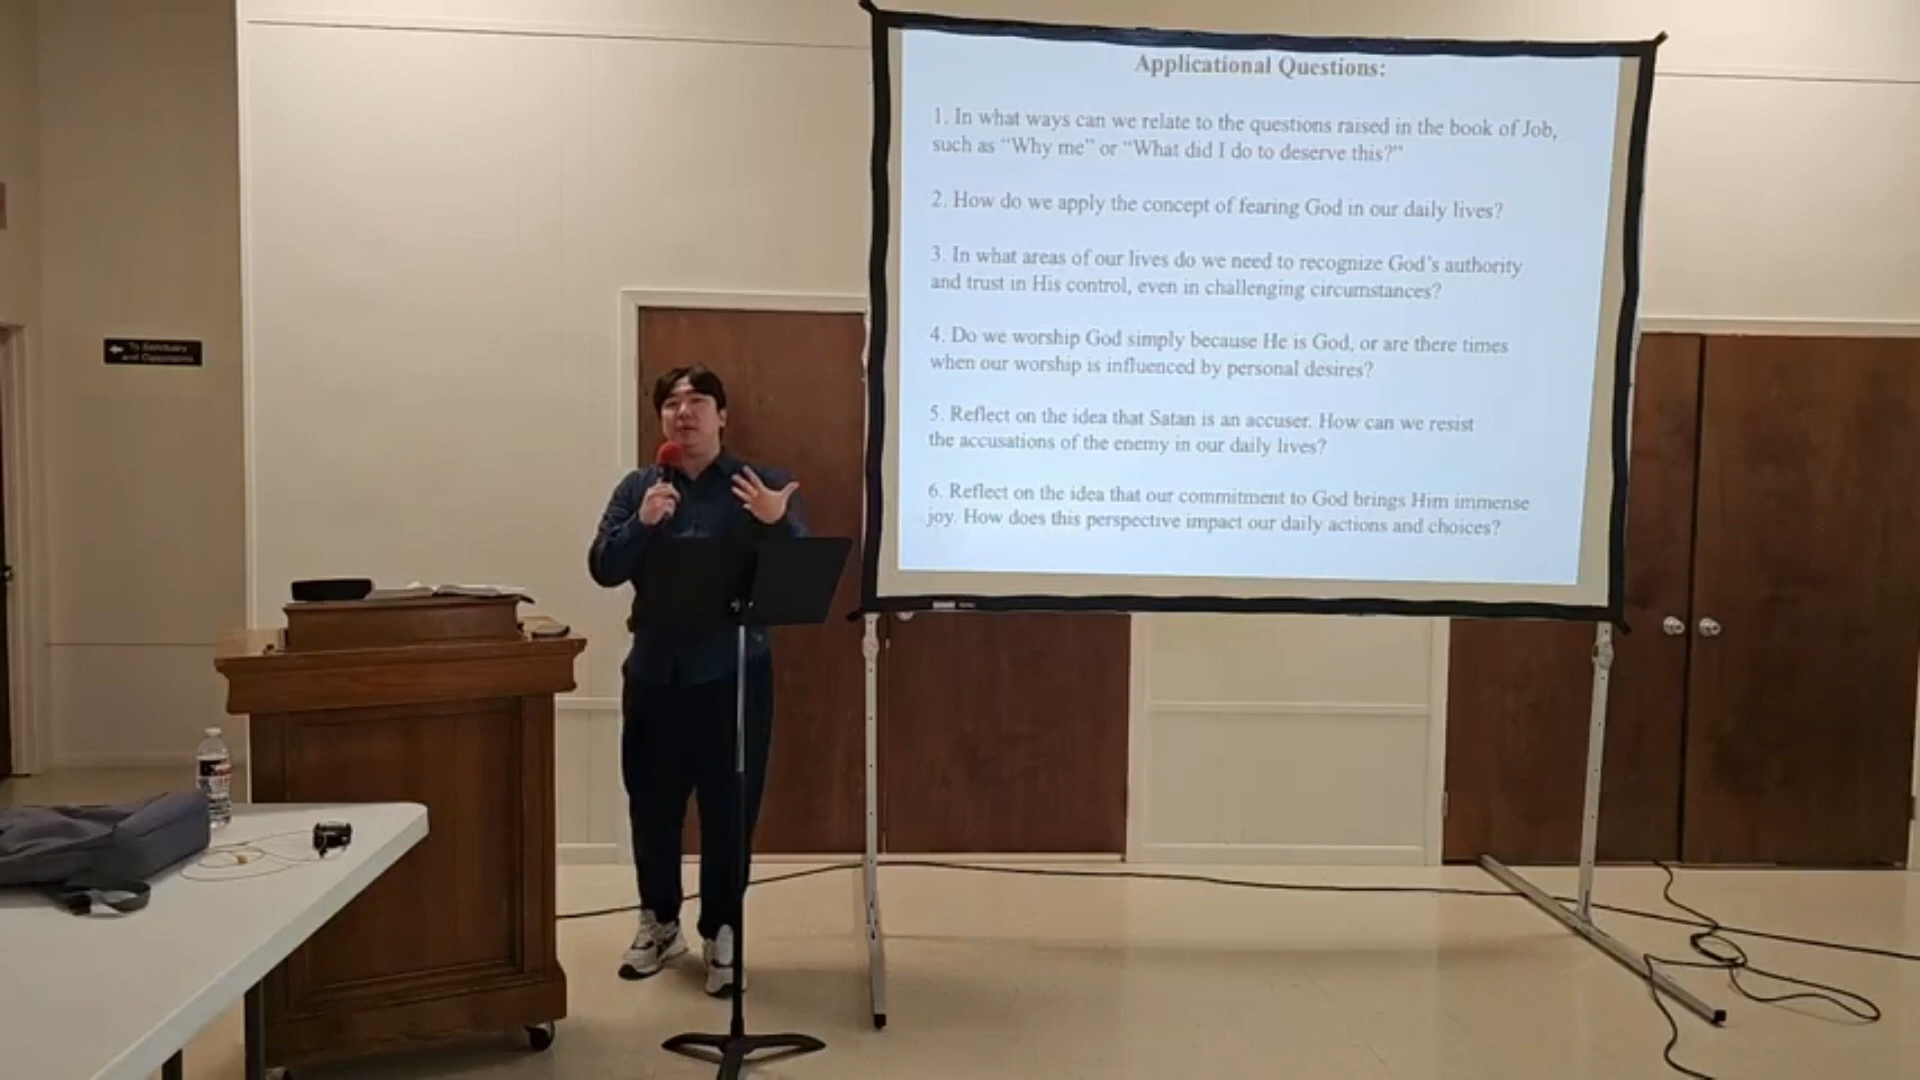 Applicational Questions:
1. In what ways can we relate to the questions raised in the book of Job,
such as “Why me” or “What did I do to deserve this?”
2. How do we apply the concept of fearing God in our daily lives?
3. In what areas of our lives do we need to recognize God’s authority
and trust in His control, even in challenging circumstances?
4. Do we worship God simply because He is God, or are there times
when our worship is influenced by personal desires?
5. Reflect on the idea that Satan is an accuser. How can we resist
the accusations of the enemy in our daily lives?
6. Reflect on the idea that our commitment to God brings Him immense
joy. How does this perspective impact our daily actions and choices?
To Sanctuary
and Classrooms